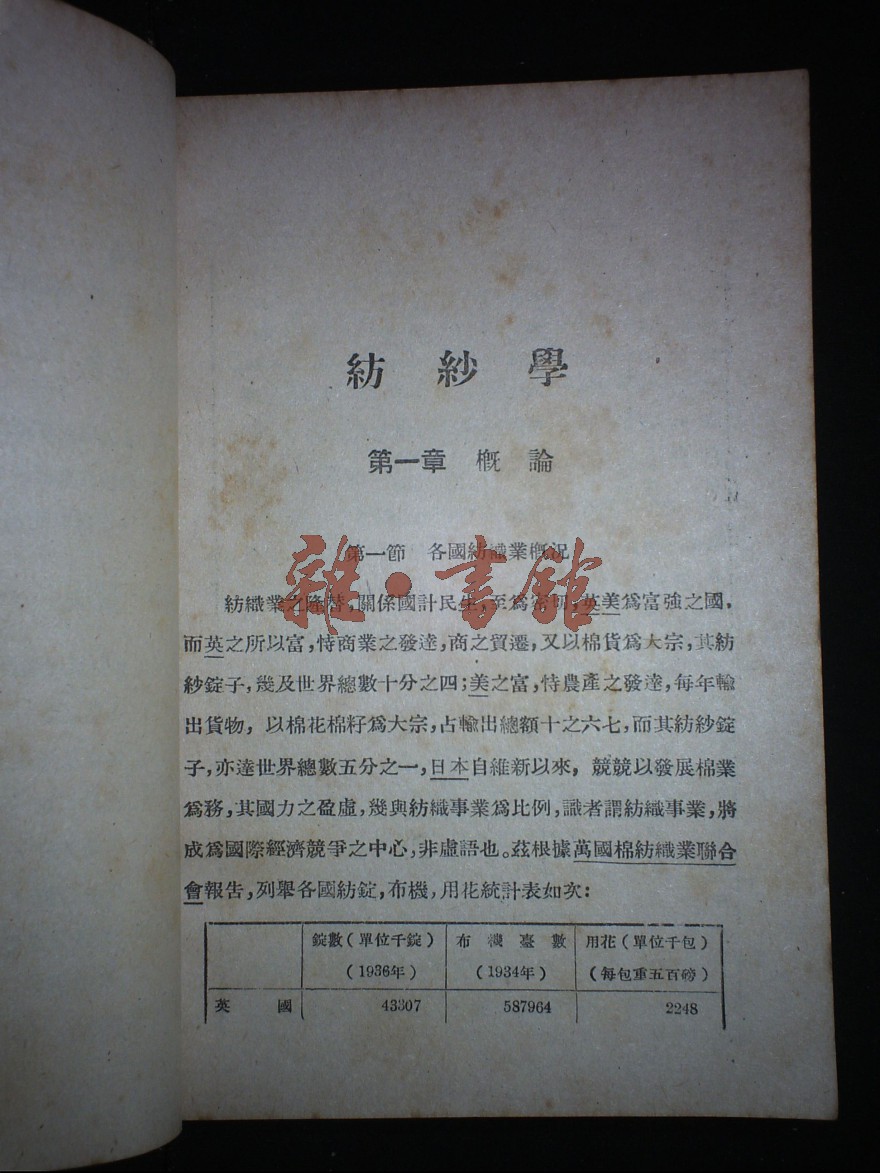 紡紗學
第一章 概論
第一節 各國紡織業概況
雜·書館
紡織業之隆替,關係國計民生,至爲密切,英美爲富強之國,
而英之所以富,恃商業之發達,商之貿遷,又以棉貨爲大宗,其紡
紗錠子,幾及世界總數十分之四;美之富,恃農產之發達,每年輸
出貨物,以棉花棉籽爲大宗,占輸出總額十之六七,而其紡紗錠
子,亦達世界總數五分之一,日本自維新以來,競競以發展棉業
爲務,其國力之盈虛,幾與紡織事業爲比例,識者謂紡織事業,將
成爲國際經濟競爭之中心,非虛語也。茲根據萬國棉紡織業聯合
會報告,列舉各國紡錠,布機,用花統計表如次:
錠數(單位千錠) 布機臺數 用花(單位千包)
(1936年) (1934年) (每包重五百磅)
英國 43307 587964 2248